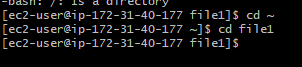 -bash: /: is a directory
[ec2-user@ip-172-31-40-177 file1]$ cd ~
[ec2-user@ip-172-31-40-177 ~]$ cd file1
[ec2-user@ip-172-31-40-177 file1]$